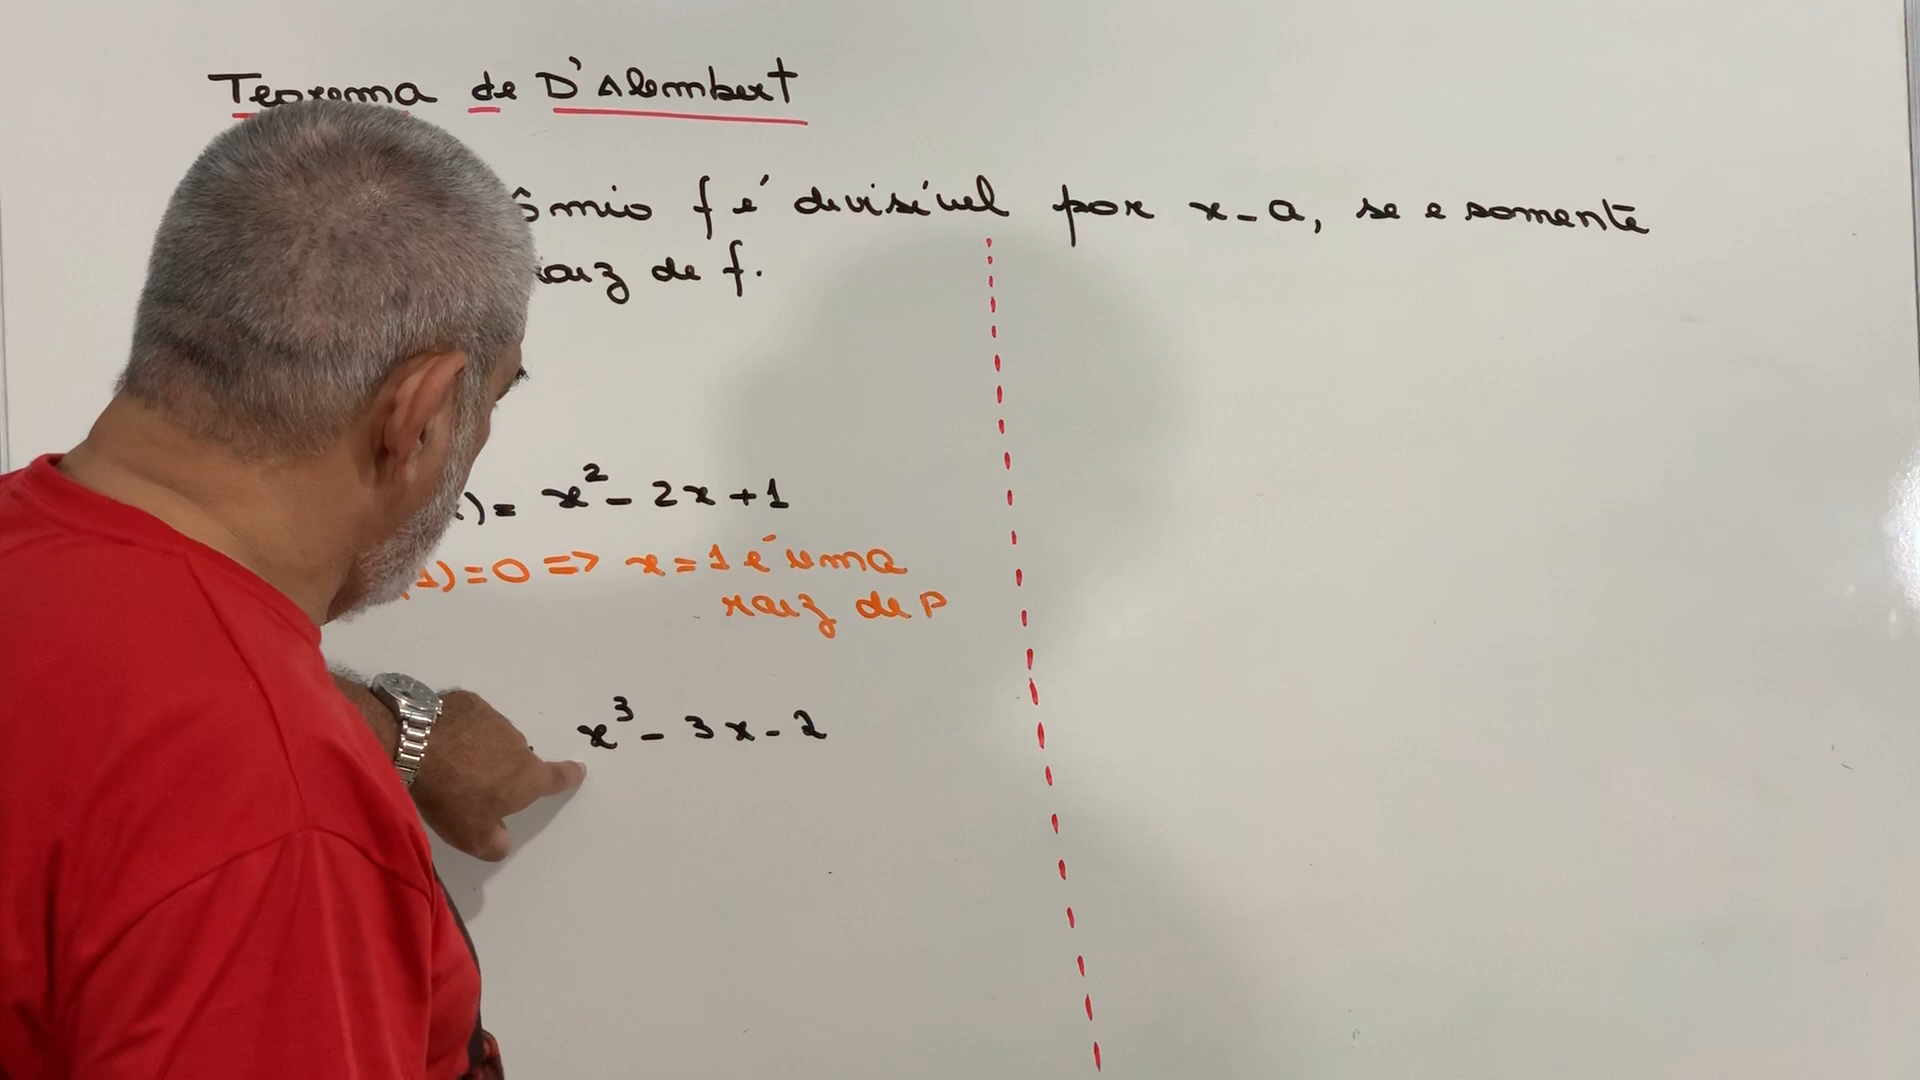 Teorema de D'Alembert
ômio f é divisível por x-a, se e somente
raiz de f.
)= x²- 2x+1
1)=0 => x=1 é uma
raiz de P
x³- 3x-2